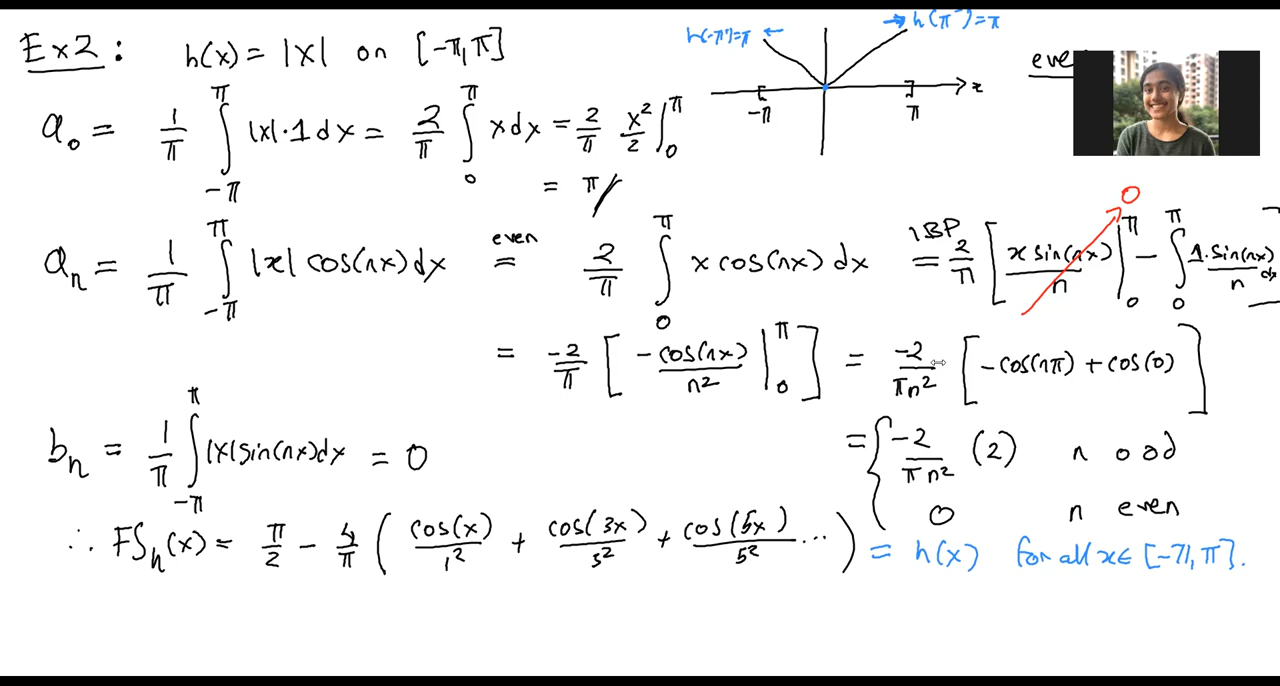 Ex2: h(x) = |x| on [-π, π]
h(-π⁺)=π ← → h(π⁻)=π
-π π x
a₀ = 1/π ∫_{-π}^{π} |x|·1 dx = 2/π ∫_0^π x dx = 2/π x²/2 |_0^π
= π
aₙ = 1/π ∫_{-π}^{π} |x| cos(nx) dx even = 2/π ∫_0^π x cos(nx) dx IBP = 2/π [ x sin(nx)/n |_0^π - ∫_0^π 1·sin(nx)/n dx ]
0
= -2/π [ -cos(nx)/n² |_0^π ] = -2/πn² [ -cos(nπ) + cos(0) ]
bₙ = 1/π ∫_{-π}^{π} |x| sin(nx) dx = 0
= { -2/πn² (2) n odd
0 n even
∴ FSₕ(x) = π/2 - 4/π ( cos(x)/1² + cos(3x)/3² + cos(5x)/5² ... ) = h(x) for all x∈ [-π, π].